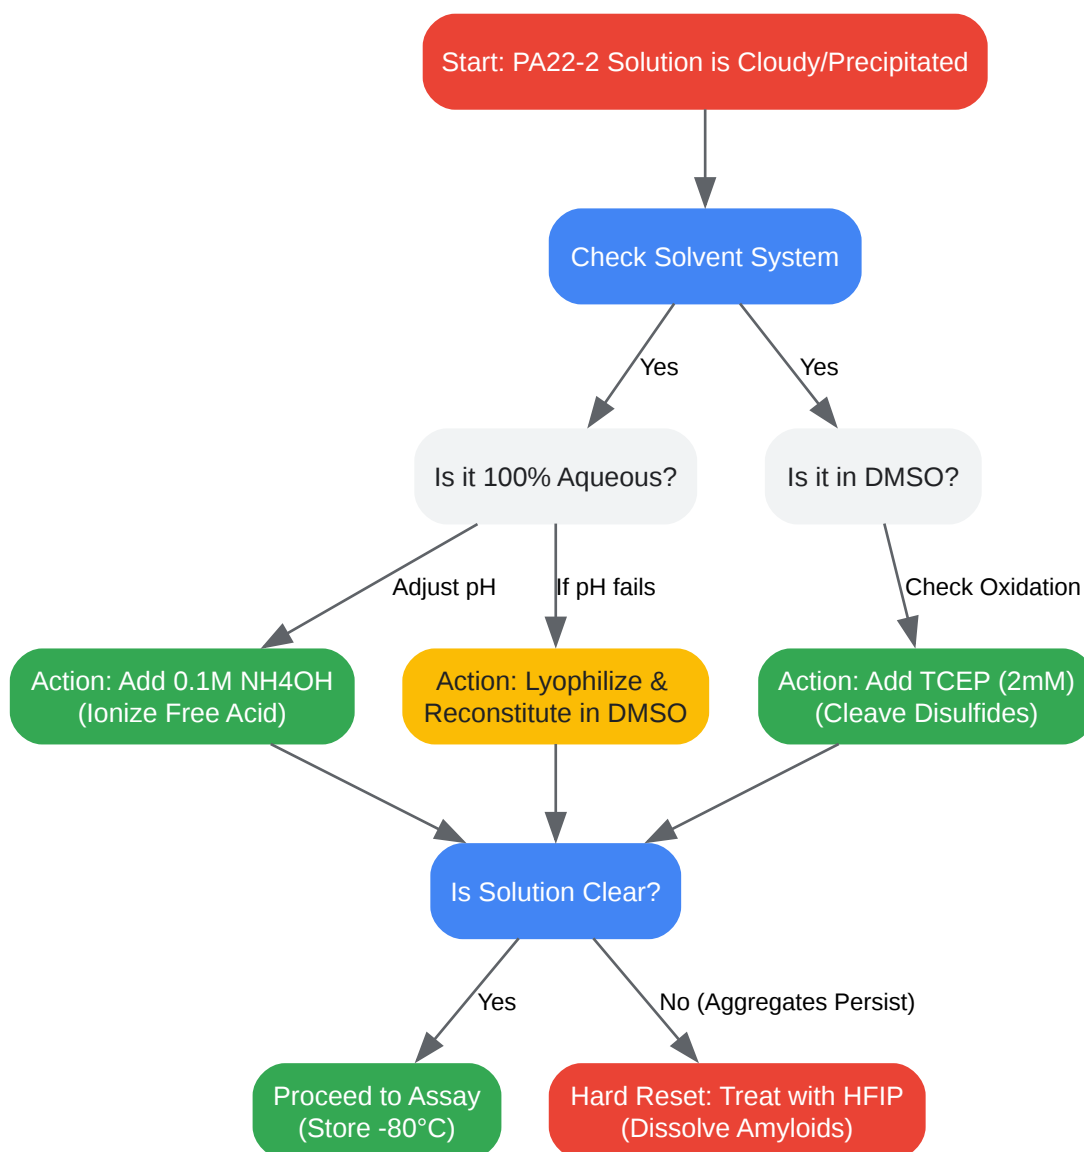 Start: PA22-2 Solution is Cloudy/Precipitated
Check Solvent System
Yes
Yes
Is it 100% Aqueous?
Is it in DMSO?
Adjust pH
If pH fails
Check Oxidation
Action: Add 0.1M NH4OH
(Ionize Free Acid)
Action: Lyophilize &
Reconstitute in DMSO
Action: Add TCEP (2mM)
(Cleave Disulfides)
Is Solution Clear?
Yes
No (Aggregates Persist)
Proceed to Assay
(Store -80°C)
Hard Reset: Treat with HFIP
(Dissolve Amyloids)